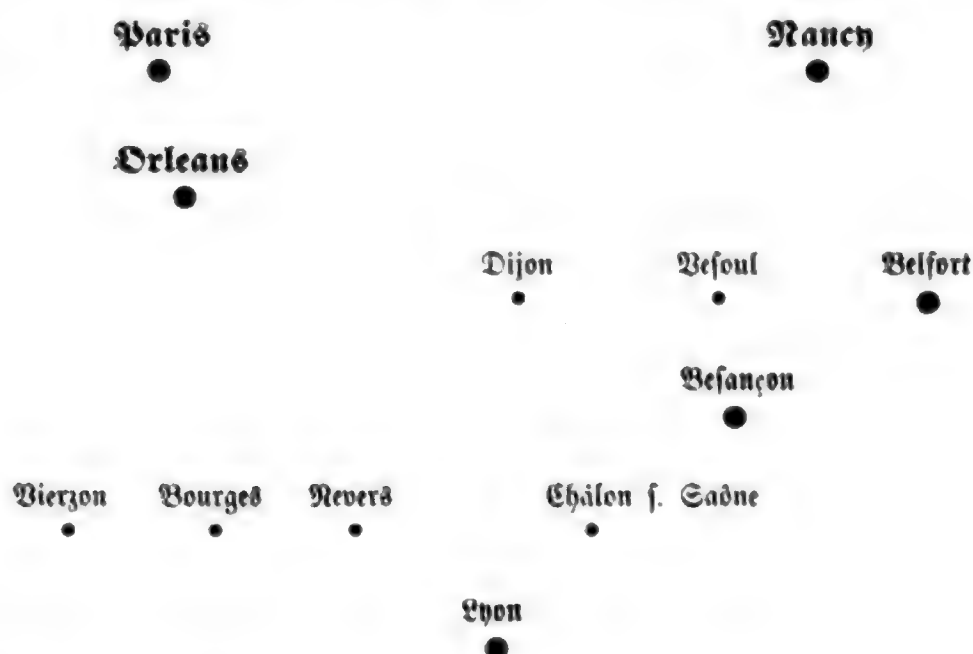 Paris Nancy
Orleans
Dijon Veſoul Belfort
Beſançon
Vierzon Bourges Nevers Châlon ſ. Saône
Lyon